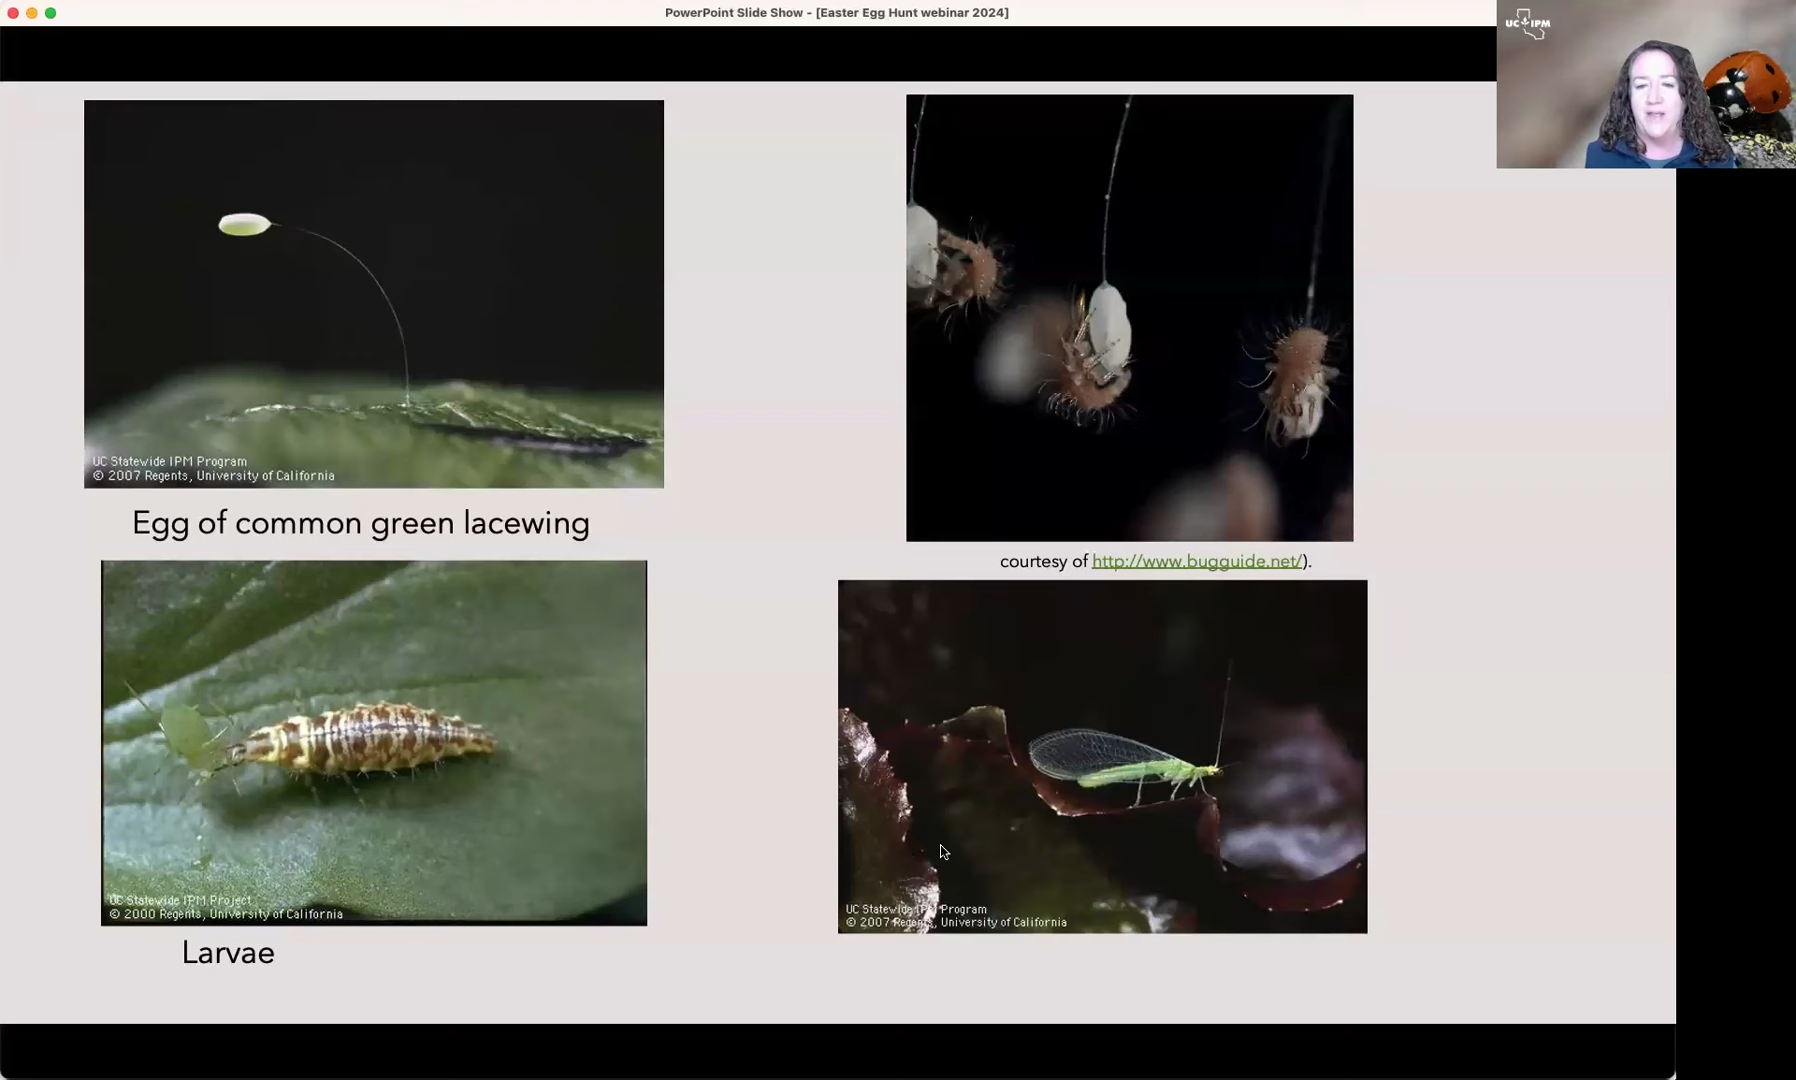 PowerPoint Slide Show - [Easter Egg Hunt webinar 2024]
UC IPM
UC Statewide IPM Program
© 2007 Regents, University of California
Egg of common green lacewing
courtesy of http://www.bugguide.net/).
UC Statewide IPM Project
© 2000 Regents, University of California
Larvae
UC Statewide IPM Program
© 2007 Regents, University of California